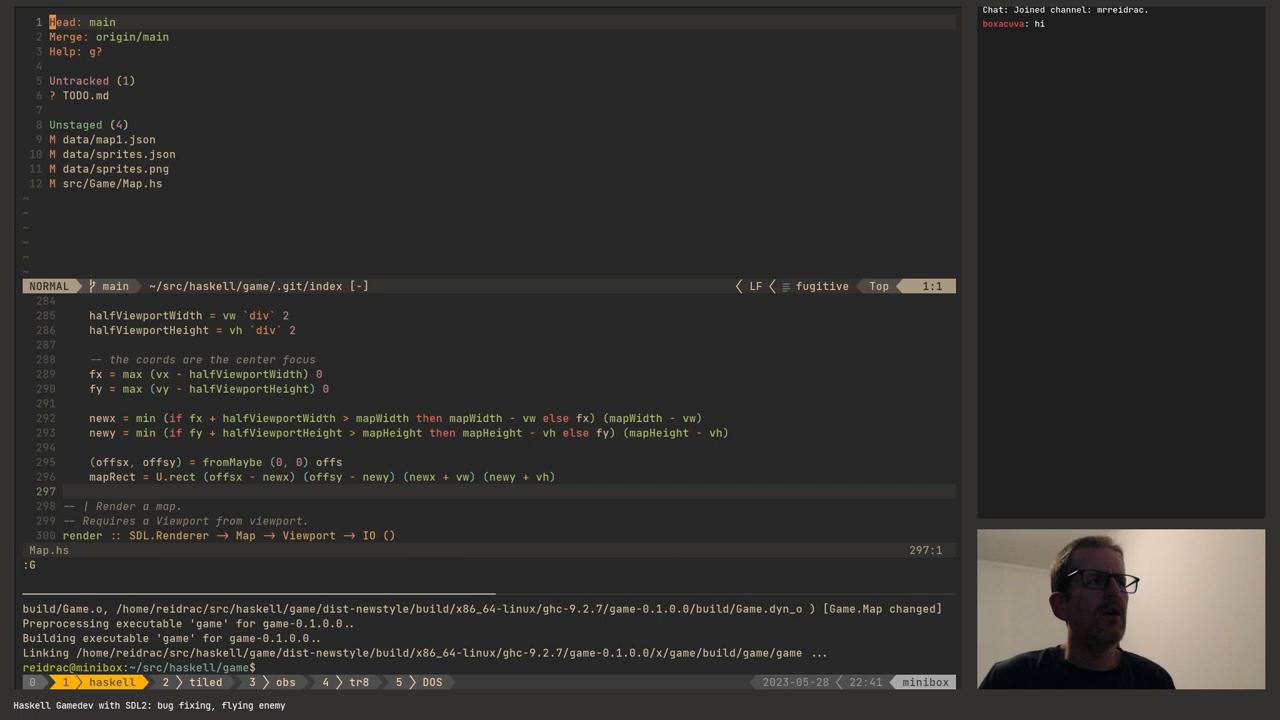 1 Head: main
2 Merge: origin/main
3 Help: g?
4
5 Untracked (1)
6 ? TODO.md
7
8 Unstaged (4)
9 M data/map1.json
10 M data/sprites.json
11 M data/sprites.png
12 M src/Game/Map.hs
~
~
~
~
~
~
NORMAL main ~/src/haskell/game/.git/index [-] LF fugitive Top 1:1
284
285 halfViewportWidth = vw `div` 2
286 halfViewportHeight = vh `div` 2
287
288 -- the coords are the center focus
289 fx = max (vx - halfViewportWidth) 0
290 fy = max (vy - halfViewportHeight) 0
291
292 newx = min (if fx + halfViewportWidth > mapWidth then mapWidth - vw else fx) (mapWidth - vw)
293 newy = min (if fy + halfViewportHeight > mapHeight then mapHeight - vh else fy) (mapHeight - vh)
294
295 (offsx, offsy) = fromMaybe (0, 0) offs
296 mapRect = U.rect (offsx - newx) (offsy - newy) (newx + vw) (newy + vh)
297
298 -- | Render a map.
299 -- Requires a Viewport from viewport.
300 render :: SDL.Renderer -> Map -> Viewport -> IO ()
Map.hs 297:1
:G
build/Game.o, /home/reidrac/src/haskell/game/dist-newstyle/build/x86_64-linux/ghc-9.2.7/game-0.1.0.0/build/Game.dyn_o ) [Game.Map changed]
Preprocessing executable 'game' for game-0.1.0.0..
Building executable 'game' for game-0.1.0.0..
Linking /home/reidrac/src/haskell/game/dist-newstyle/build/x86_64-linux/ghc-9.2.7/game-0.1.0.0/x/game/build/game/game ...
reidrac@minibox:~/src/haskell/game$
0 1 haskell 2 tiled 3 obs 4 tr8 5 DOS 2023-05-28 22:41 minibox
Haskell Gamedev with SDL2: bug fixing, flying enemy
Chat: Joined channel: mrreidrac.
boxacuva: hi